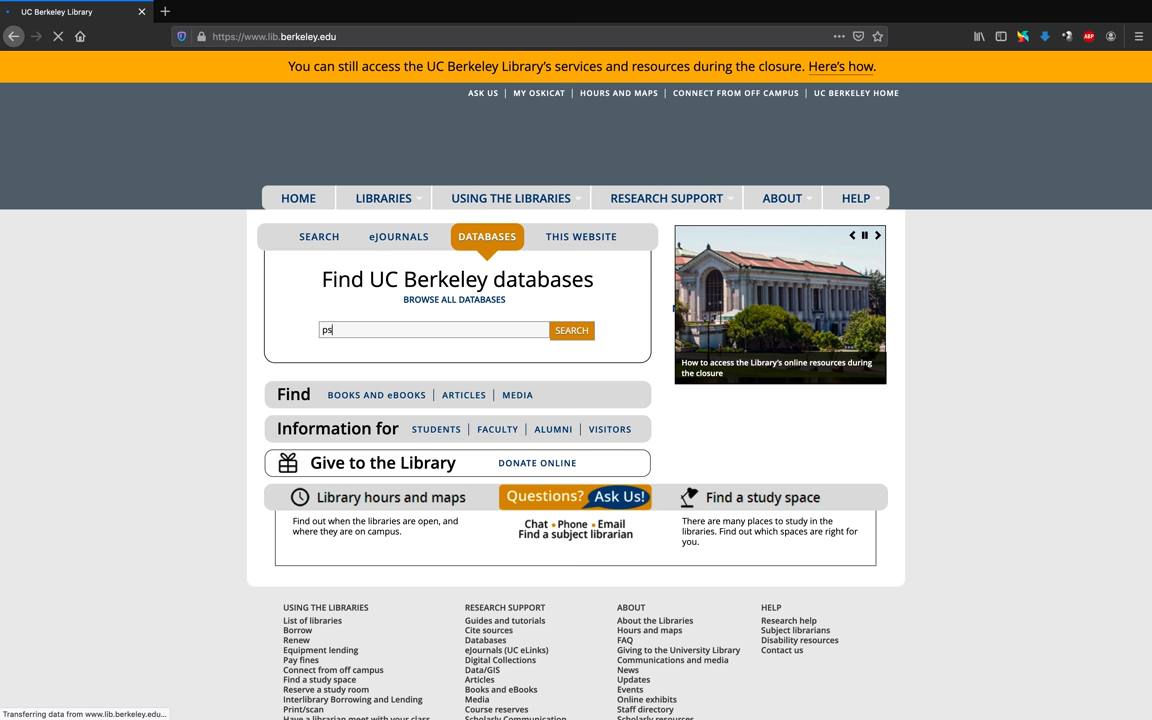 UC Berkeley Library
https://www.lib.berkeley.edu
ABP
You can still access the UC Berkeley Library's services and resources during the closure. Here's how.
ASK US | MY OSKICAT | HOURS AND MAPS | CONNECT FROM OFF CAMPUS | UC BERKELEY HOME
HOME LIBRARIES USING THE LIBRARIES RESEARCH SUPPORT ABOUT HELP
SEARCH eJOURNALS DATABASES THIS WEBSITE
Find UC Berkeley databases
BROWSE ALL DATABASES
ps SEARCH
How to access the Library's online resources during
the closure
Find BOOKS AND eBOOKS | ARTICLES | MEDIA
Information for STUDENTS | FACULTY | ALUMNI | VISITORS
Give to the Library DONATE ONLINE
Library hours and maps
Find out when the libraries are open, and
where they are on campus.
Questions? Ask Us!
Chat • Phone • Email
Find a subject librarian
Find a study space
There are many places to study in the
libraries. Find out which spaces are right for
you.
USING THE LIBRARIES
List of libraries
Borrow
Renew
Equipment lending
Pay fines
Connect from off campus
Find a study space
Reserve a study room
Interlibrary Borrowing and Lending
Print/scan
Have a librarian meet with your class
RESEARCH SUPPORT
Guides and tutorials
Cite sources
Databases
eJournals (UC eLinks)
Digital Collections
Data/GIS
Articles
Books and eBooks
Media
Course reserves
Scholarly Communication
ABOUT
About the Libraries
Hours and maps
FAQ
Giving to the University Library
Communications and media
News
Updates
Events
Online exhibits
Staff directory
Scholarly resources
HELP
Research help
Subject librarians
Disability resources
Contact us
Transferring data from www.lib.berkeley.edu...